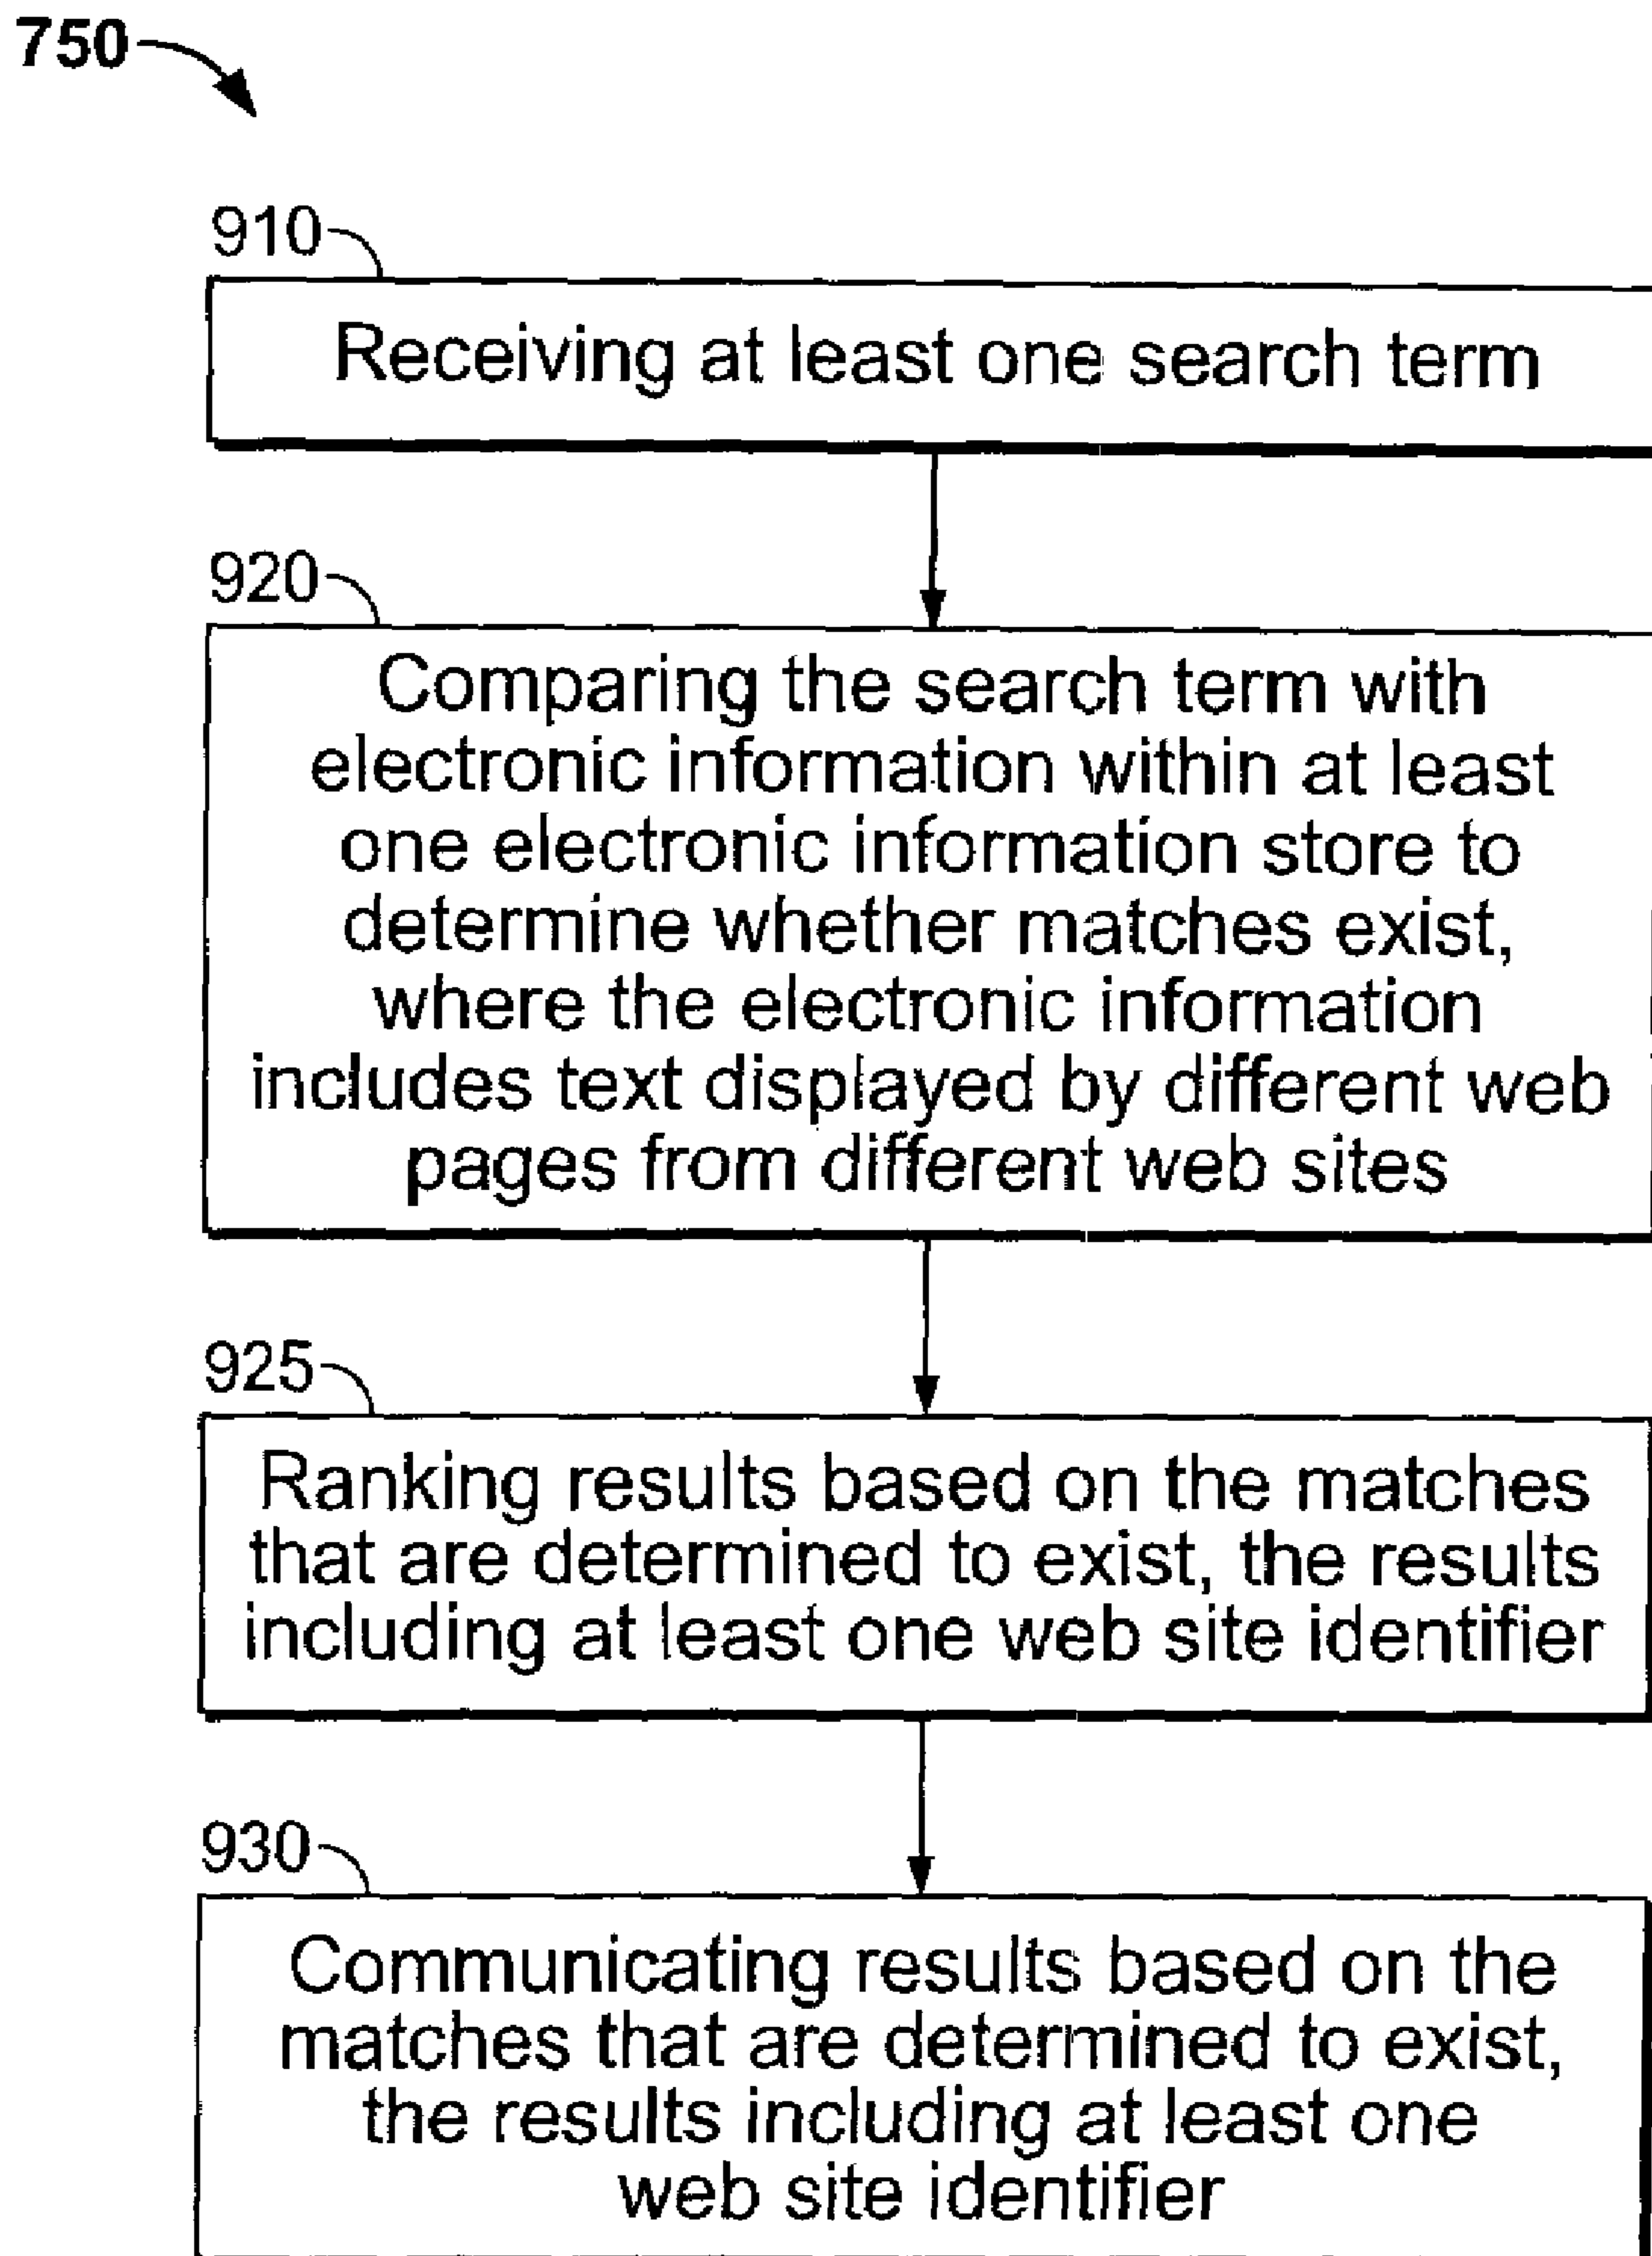 750
910
Receiving at least one search term
920
Comparing the search term with
electronic information within at least
one electronic information store to
determine whether matches exist,
where the electronic information
includes text displayed by different web
pages from different web sites
925
Ranking results based on the matches
that are determined to exist, the results
including at least one web site identifier
930
Communicating results based on the
matches that are determined to exist,
the results including at least one
web site identifier